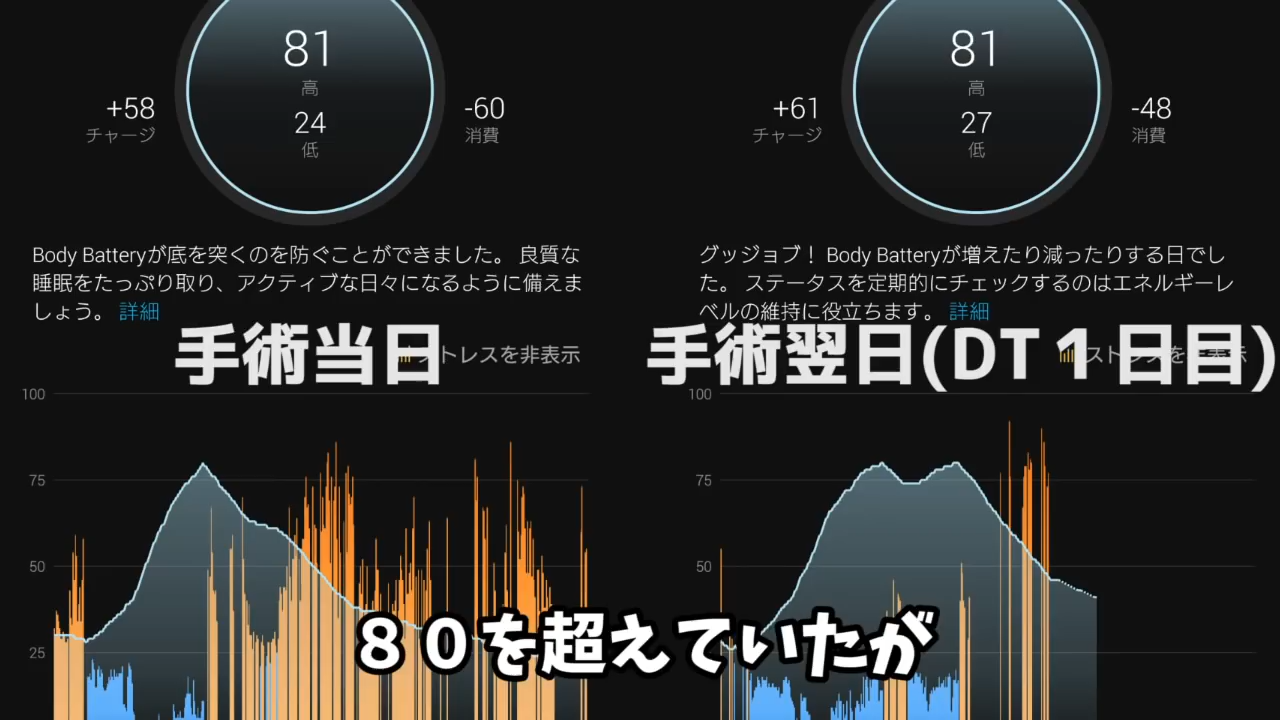 81
高
24
低
+58
チャージ
-60
消費
81
高
27
低
+61
チャージ
-48
消費
Body Batteryが底を突くのを防ぐことができました。 良質な
睡眠をたっぷり取り、アクティブな日々になるように備えま
しょう。 詳細
グッジョブ！ Body Batteryが増えたり減ったりする日でし
た。 ステータスを定期的にチェックするのはエネルギーレ
ベルの維持に役立ちます。 詳細
手術当日
ストレスを非表示
手術翌日(DT１日目)
ストレスを非表示
100
75
50
25
100
75
50
８０を超えていたが